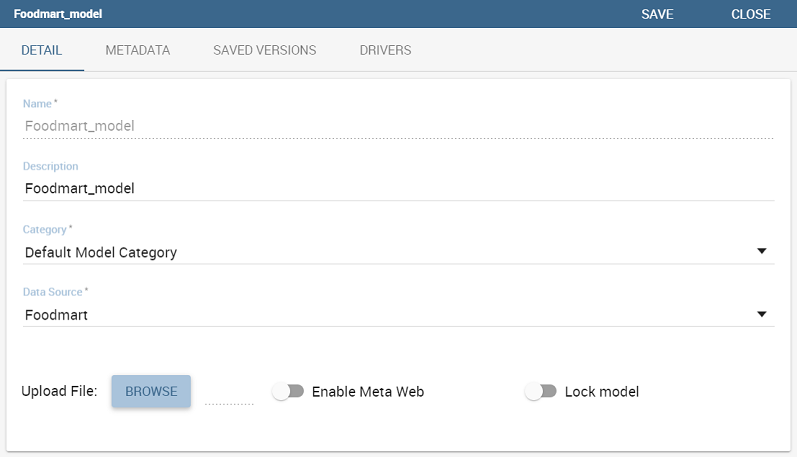 Foodmart_model SAVE CLOSE
DETAIL METADATA SAVED VERSIONS DRIVERS
Name *
Foodmart_model
Description
Foodmart_model
Category *
Default Model Category
Data Source *
Foodmart
Upload File: BROWSE Enable Meta Web Lock model